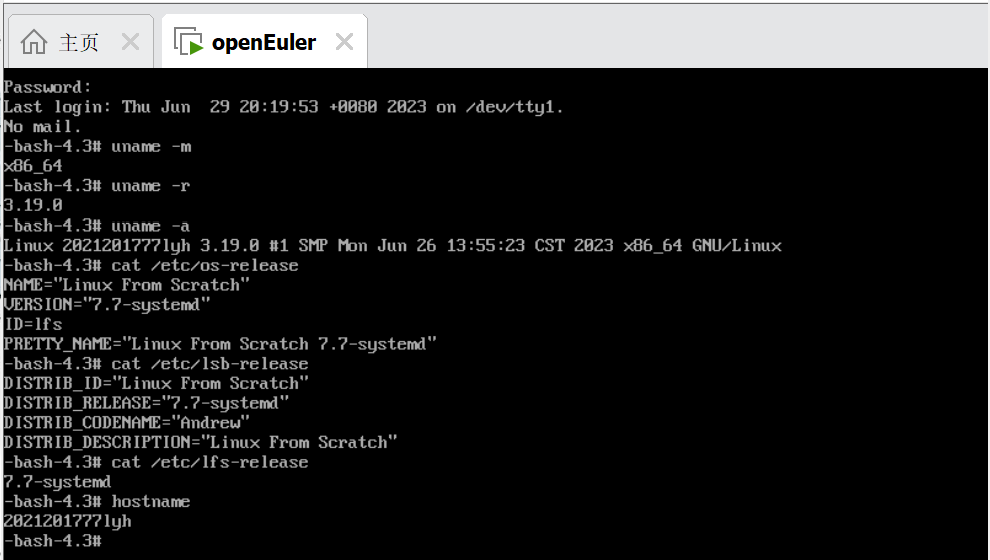 主页
openEuler
Password:
Last login: Thu Jun  29 20:19:53 +0080 2023 on /dev/tty1.
No mail.
-bash-4.3# uname -m
x86_64
-bash-4.3# uname -r
3.19.0
-bash-4.3# uname -a
Linux 2021201777lyh 3.19.0 #1 SMP Mon Jun 26 13:55:23 CST 2023 x86_64 GNU/Linux
-bash-4.3# cat /etc/os-release
NAME="Linux From Scratch"
VERSION="7.7-systemd"
ID=lfs
PRETTY_NAME="Linux From Scratch 7.7-systemd"
-bash-4.3# cat /etc/lsb-release
DISTRIB_ID="Linux From Scratch"
DISTRIB_RELEASE="7.7-systemd"
DISTRIB_CODENAME="Andrew"
DISTRIB_DESCRIPTION="Linux From Scratch"
-bash-4.3# cat /etc/lfs-release
7.7-systemd
-bash-4.3# hostname
2021201777lyh
-bash-4.3#